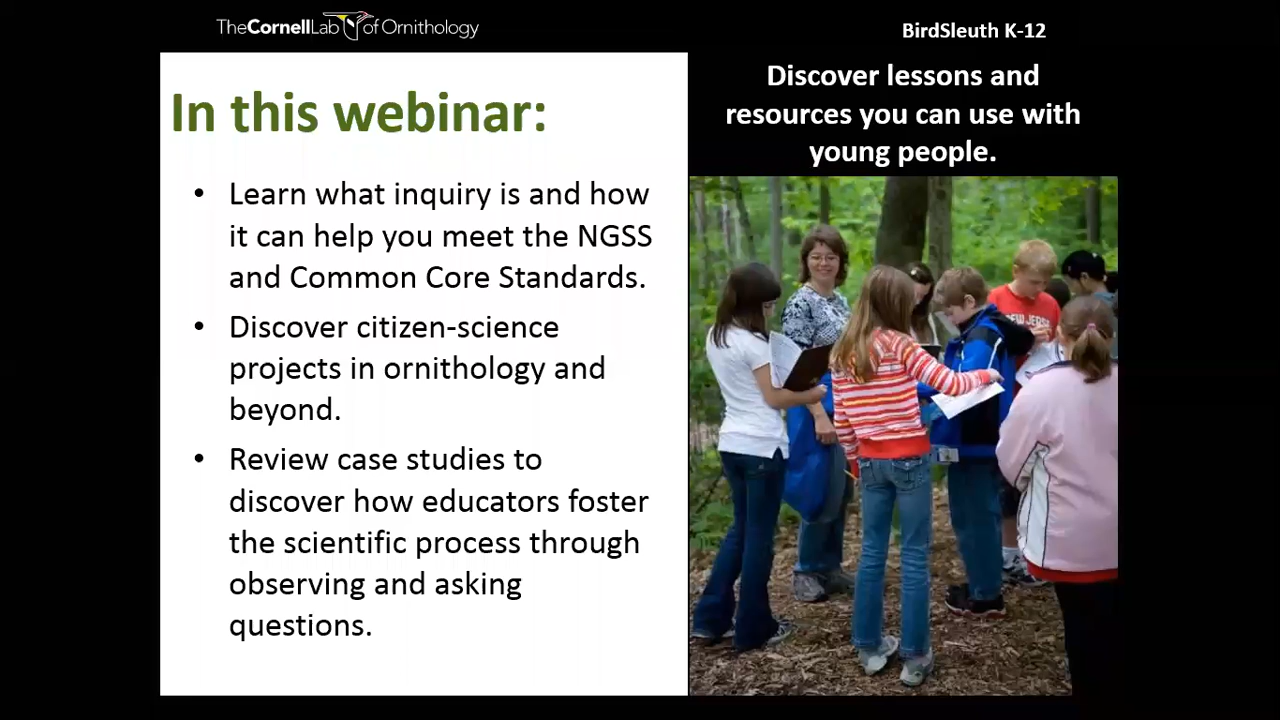 The CornellLab of Ornithology
BirdSleuth K-12
In this webinar:
• Learn what inquiry is and how
it can help you meet the NGSS
and Common Core Standards.
• Discover citizen-science
projects in ornithology and
beyond.
• Review case studies to
discover how educators foster
the scientific process through
observing and asking
questions.
Discover lessons and
resources you can use with
young people.
NEW JERSE